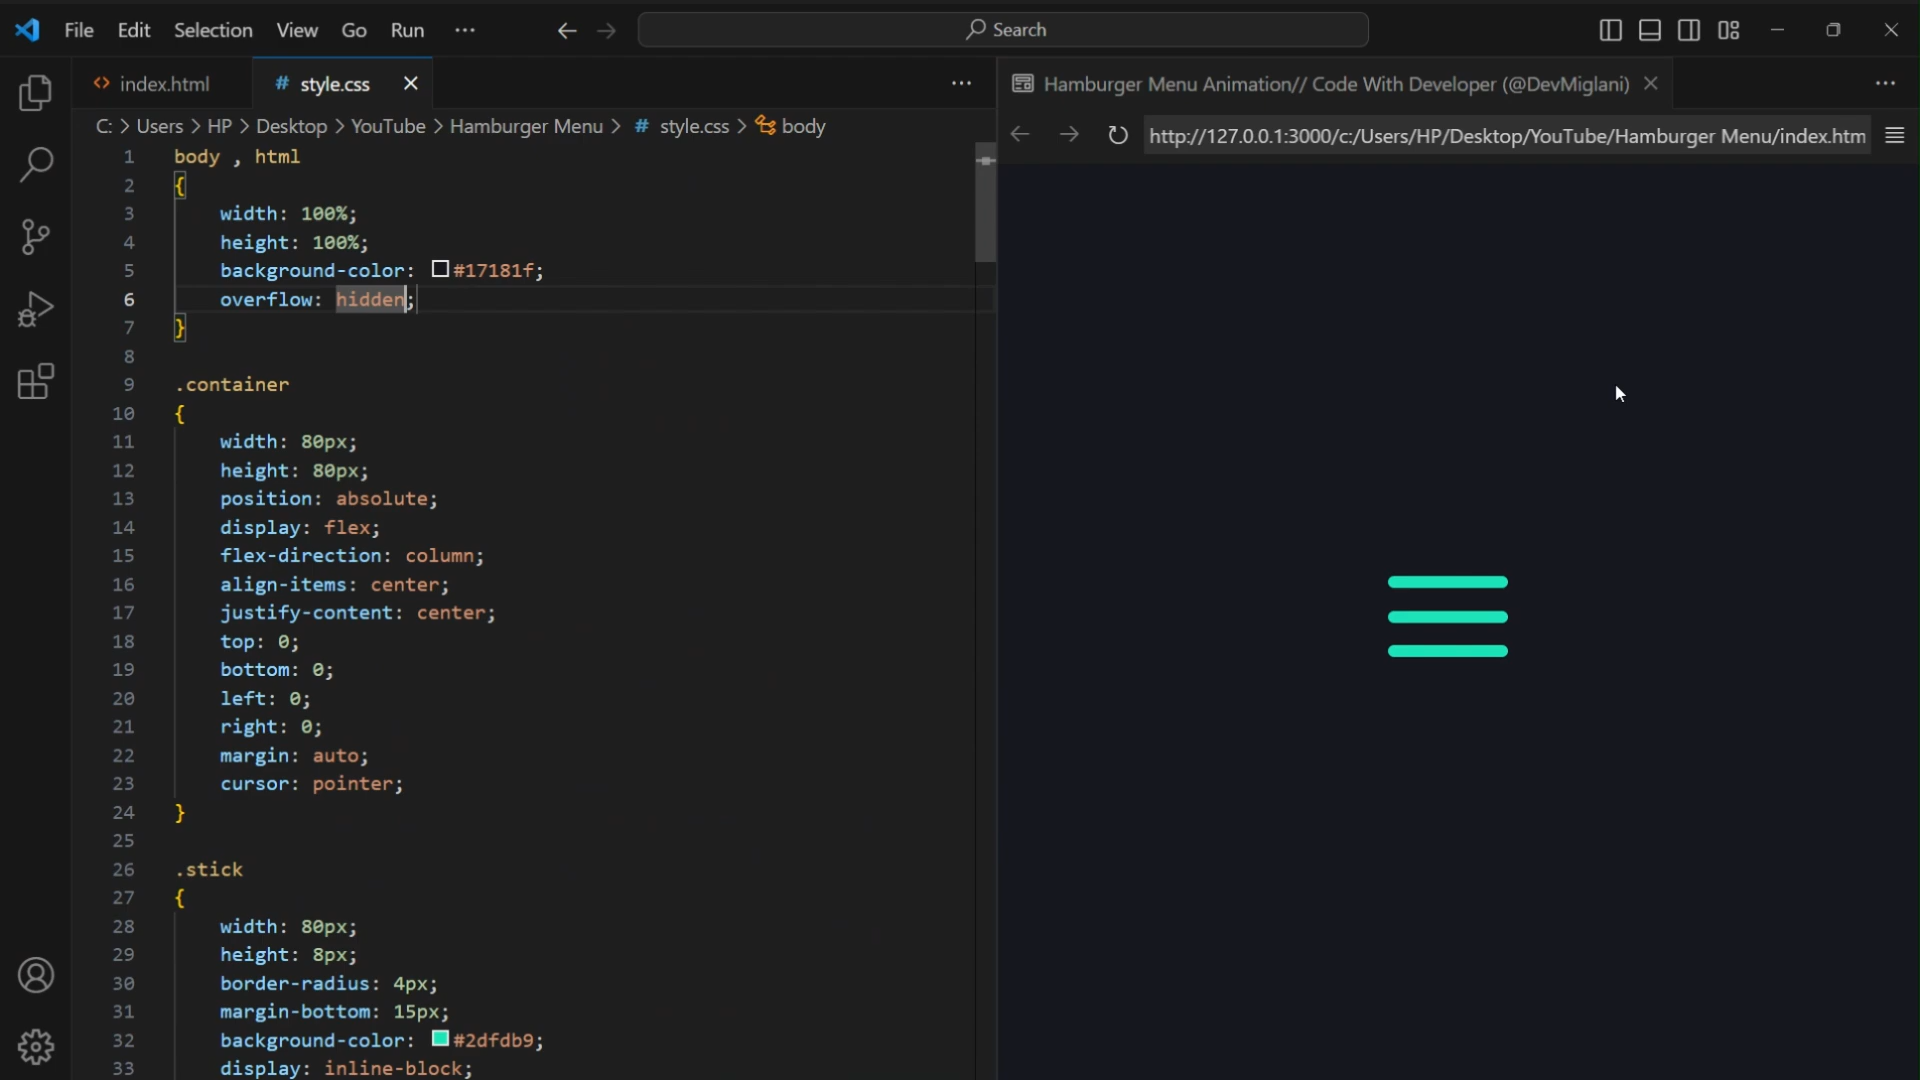 File Edit Selection View Go Run ···
Search
index.html
# style.css
Hamburger Menu Animation// Code With Developer (@DevMiglani)
C: > Users > HP > Desktop > YouTube > Hamburger Menu > # style.css > body
http://127.0.0.1:3000/c:/Users/HP/Desktop/YouTube/Hamburger Menu/index.htm
1 body , html
2 {
3 width: 100%;
4 height: 100%;
5 background-color: #17181f;
6 overflow: hidden;
7 }
8
9 .container
10 {
11 width: 80px;
12 height: 80px;
13 position: absolute;
14 display: flex;
15 flex-direction: column;
16 align-items: center;
17 justify-content: center;
18 top: 0;
19 bottom: 0;
20 left: 0;
21 right: 0;
22 margin: auto;
23 cursor: pointer;
24 }
25
26 .stick
27 {
28 width: 80px;
29 height: 8px;
30 border-radius: 4px;
31 margin-bottom: 15px;
32 background-color: #2dfdb9;
33 display: inline-block;